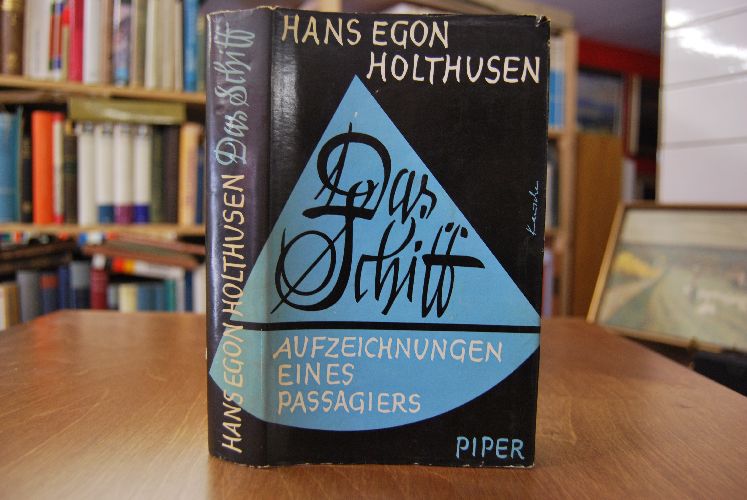 HANS EGON
HOLTHUSEN
Das
Schiff
AUFZEICHNUNGEN
EINES
PASSAGIERS
PIPER
HANS EGON HOLTHUSEN Das Schiff